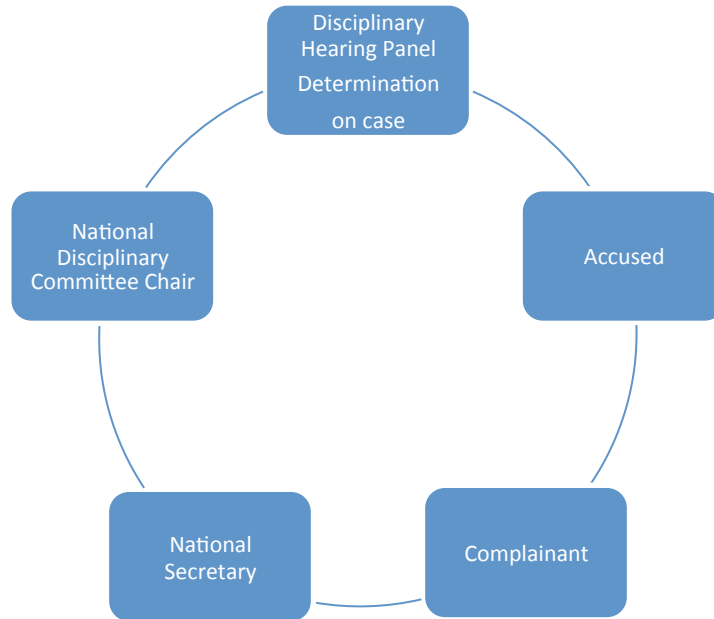 Disciplinary
Hearing Panel
Determination
on case
Accused
Complainant
National
Secretary
National
Disciplinary
Committee Chair